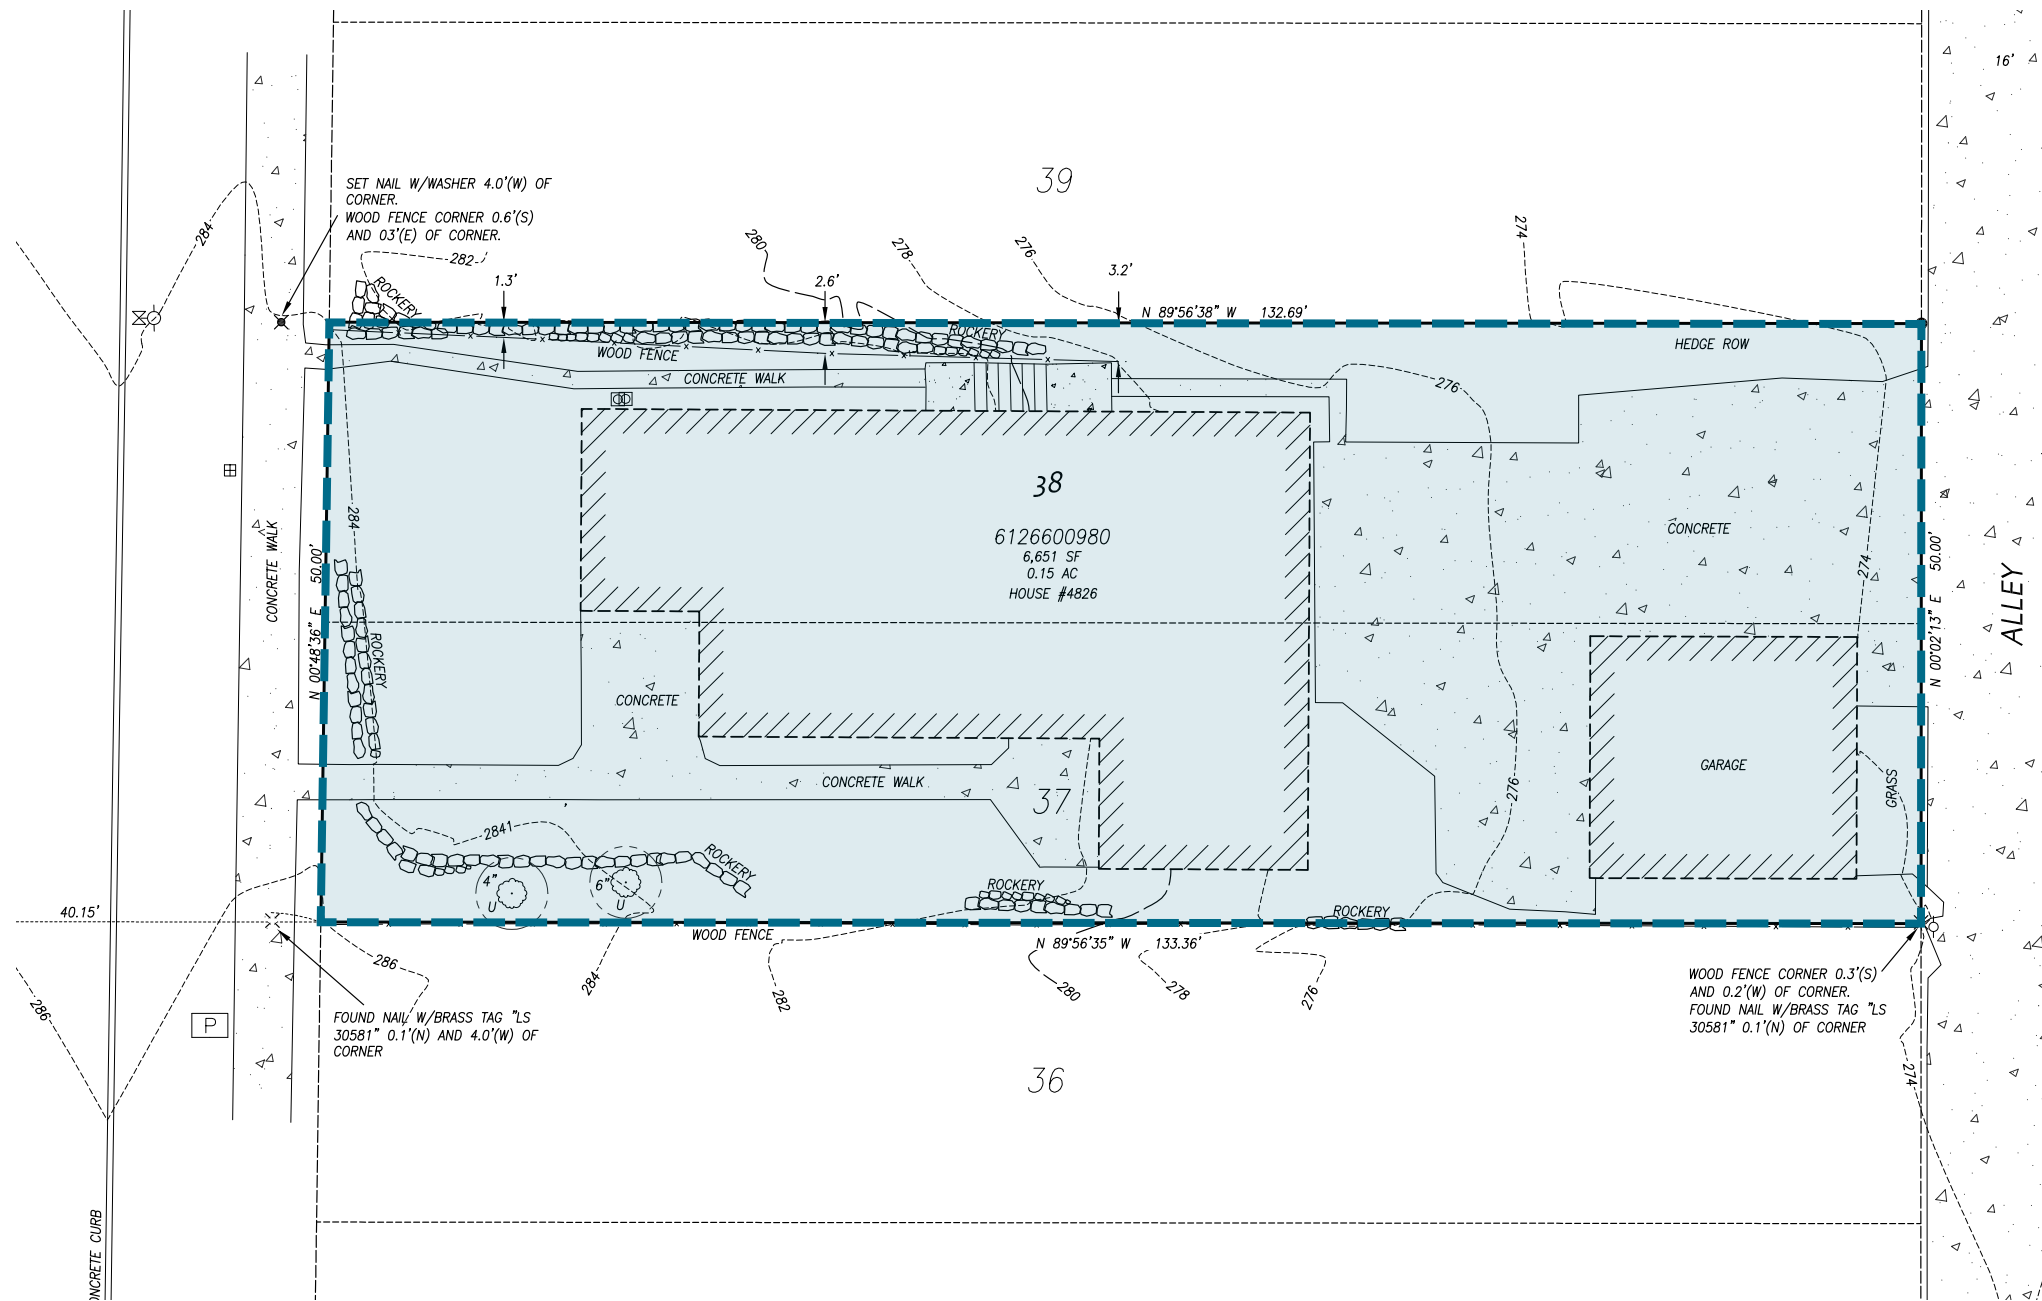 16'
39
SET NAIL W/WASHER 4.0'(W) OF
CORNER.
WOOD FENCE CORNER 0.6'(S)
AND 03'(E) OF CORNER.
284
282
280
278
276
274
ROCKERY
1.3'
2.6'
3.2'
N 89°56'38" W 132.69'
ROCKERY
HEDGE ROW
WOOD FENCE
CONCRETE WALK
276
38
6126600980
6,651 SF
0.15 AC
HOUSE #4826
284
CONCRETE WALK
N 00°48'36" E 50.00'
ROCKERY
CONCRETE
CONCRETE
274
N 00°02'13" E 50.00'
ALLEY
GARAGE
GRASS
276
CONCRETE WALK
37
2841
ROCKERY
4"
U
6"
U
ROCKERY
ROCKERY
40.15'
WOOD FENCE
N 89°56'35" W 133.36'
286
286
284
282
280
278
276
274
P
FOUND NAIL W/BRASS TAG "LS
30581" 0.1'(N) AND 4.0'(W) OF
CORNER
WOOD FENCE CORNER 0.3'(S)
AND 0.2'(W) OF CORNER.
FOUND NAIL W/BRASS TAG "LS
30581" 0.1'(N) OF CORNER
36
ONCRETE CURB